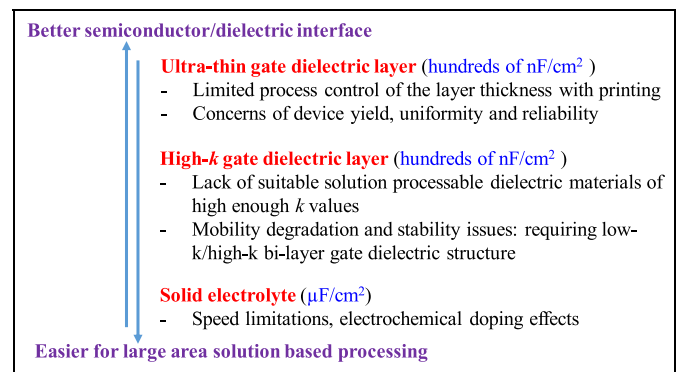 Better semiconductor/dielectric interface
Ultra-thin gate dielectric layer (hundreds of nF/cm² )
- Limited process control of the layer thickness with printing
- Concerns of device yield, uniformity and reliability
High-k gate dielectric layer (hundreds of nF/cm² )
- Lack of suitable solution processable dielectric materials of
high enough k values
- Mobility degradation and stability issues: requiring low-
k/high-k bi-layer gate dielectric structure
Solid electrolyte (µF/cm²)
- Speed limitations, electrochemical doping effects
Easier for large area solution based processing